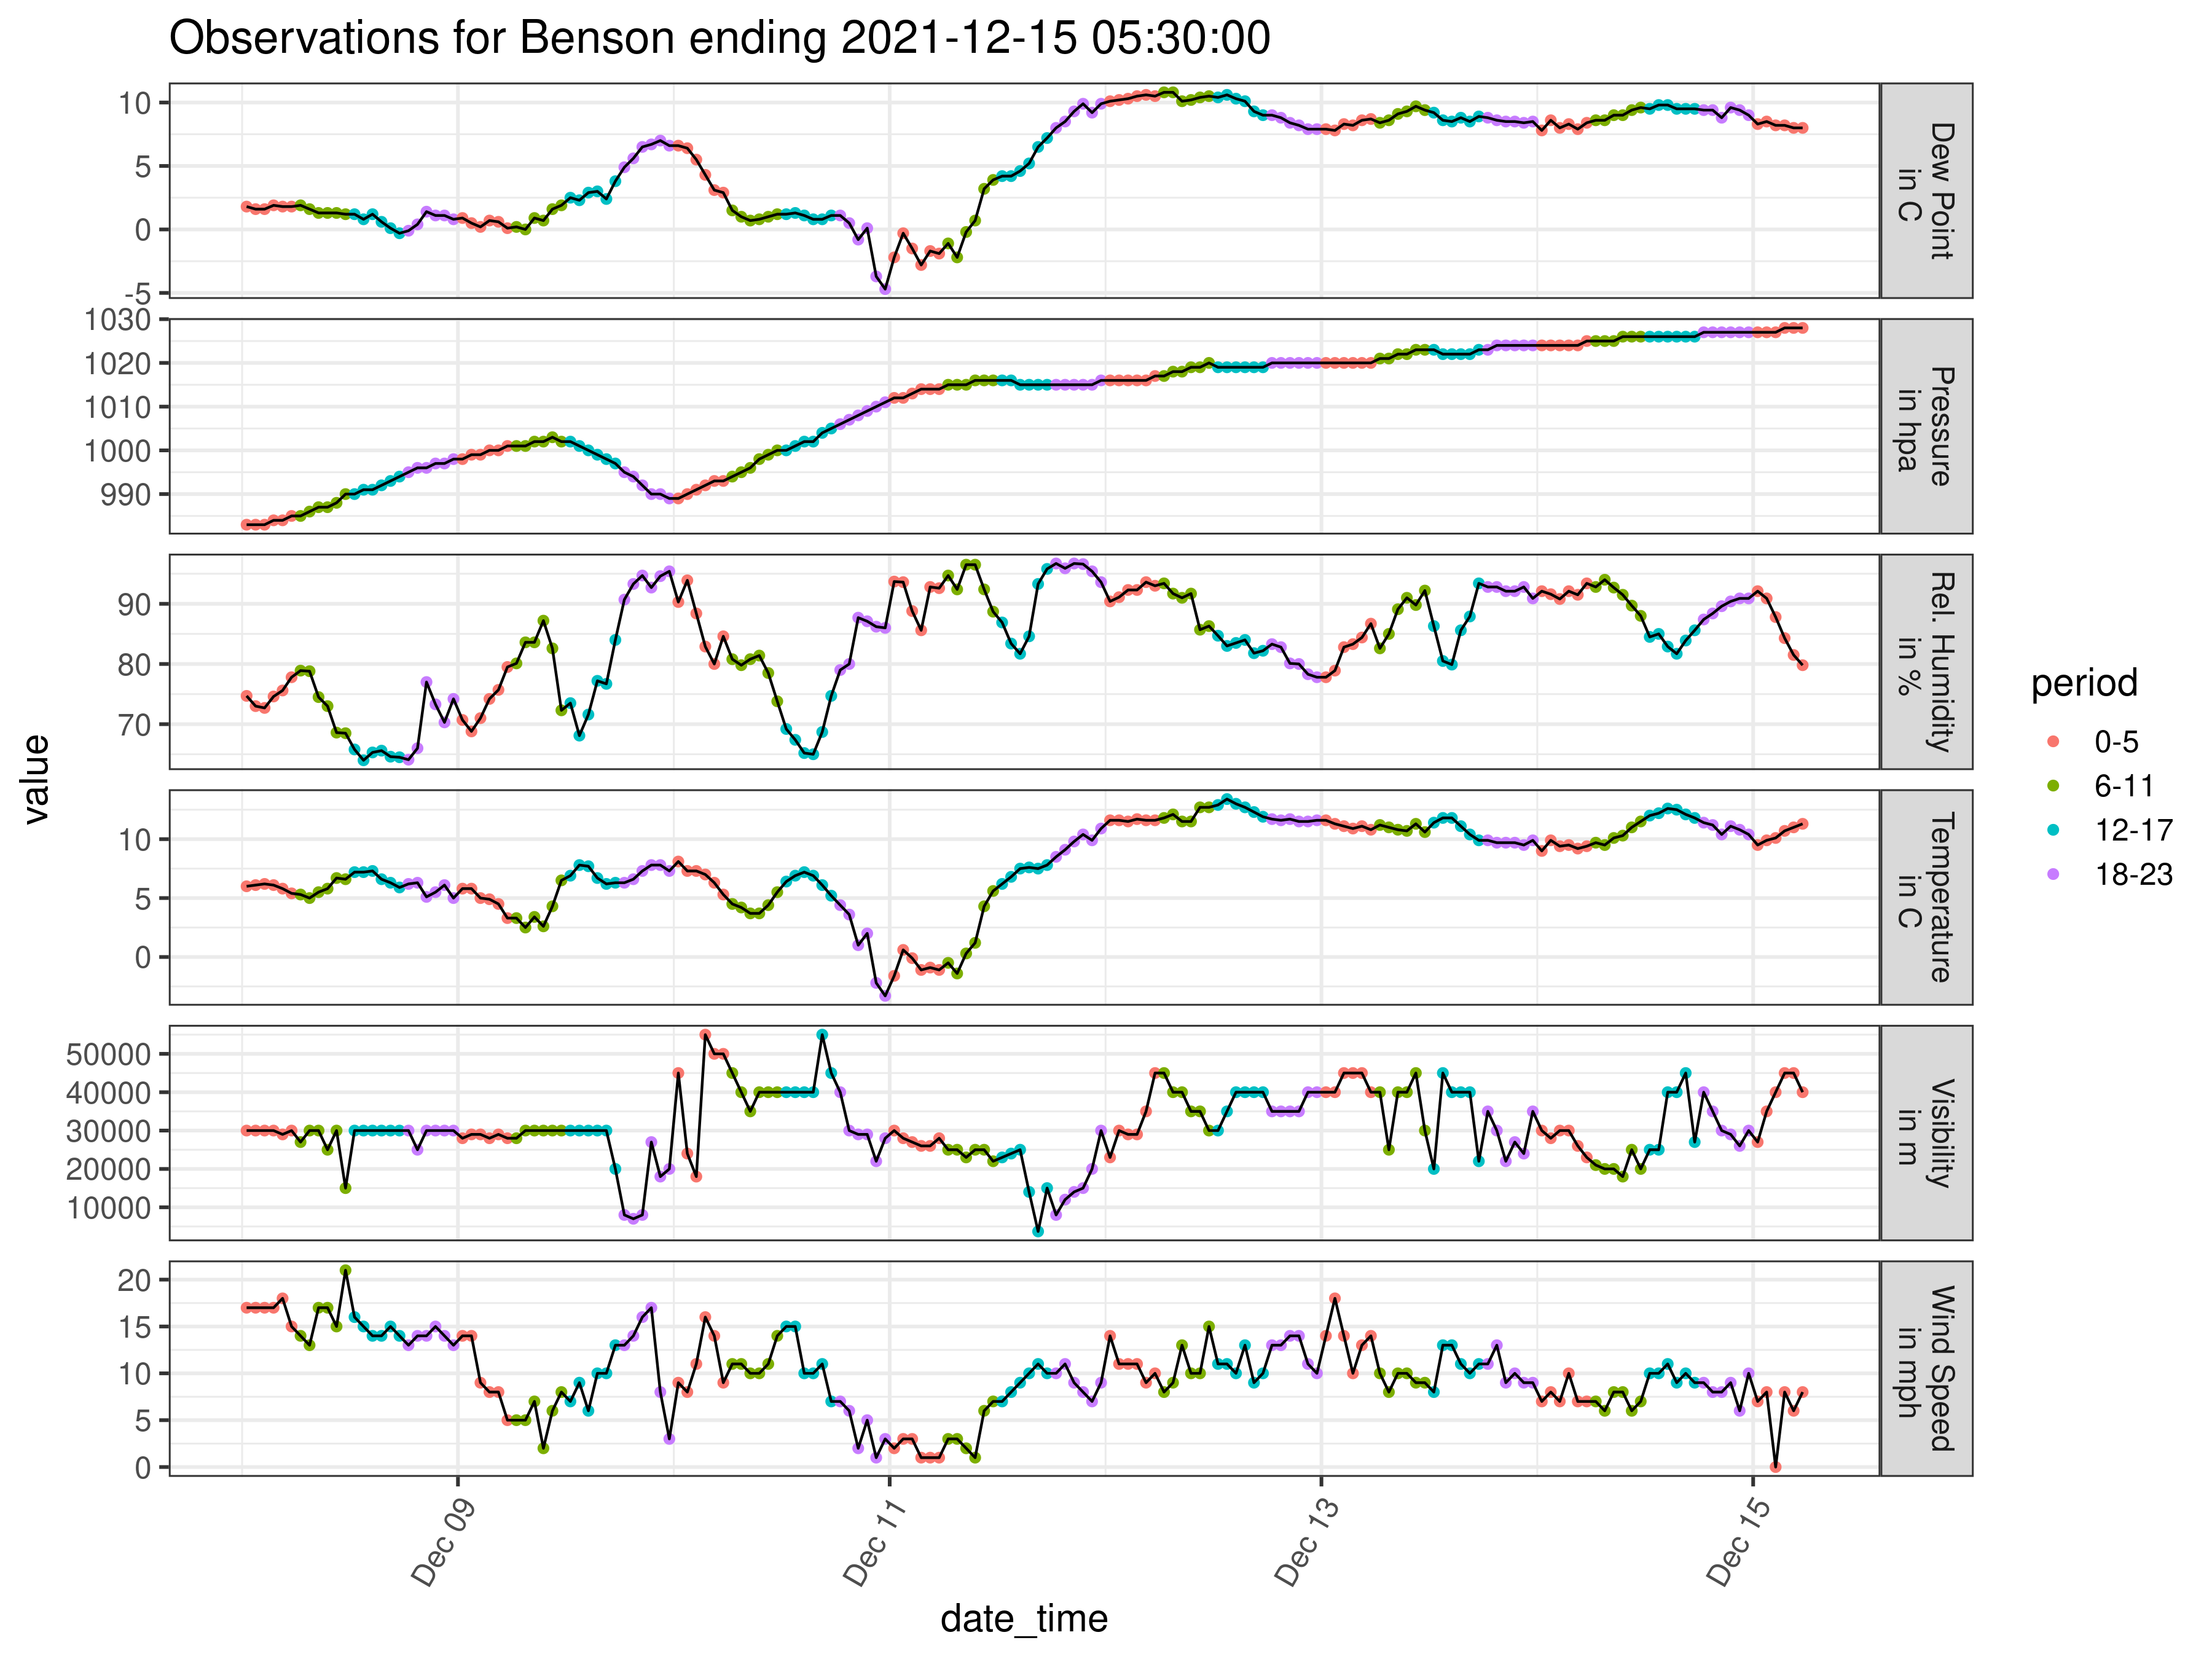 Observations for Benson ending 2021-12-15 05:30:00
10
5
0
-5
Dew Point
in C
1030
1020
1010
1000
990
Pressure
in hpa
90
80
70
Rel. Humidity
in %
10
5
0
Temperature
in C
50000
40000
30000
20000
10000
Visibility
in m
20
15
10
5
0
Wind Speed
in mph
value
Dec 09
Dec 11
Dec 13
Dec 15
date_time
period
0-5
6-11
12-17
18-23